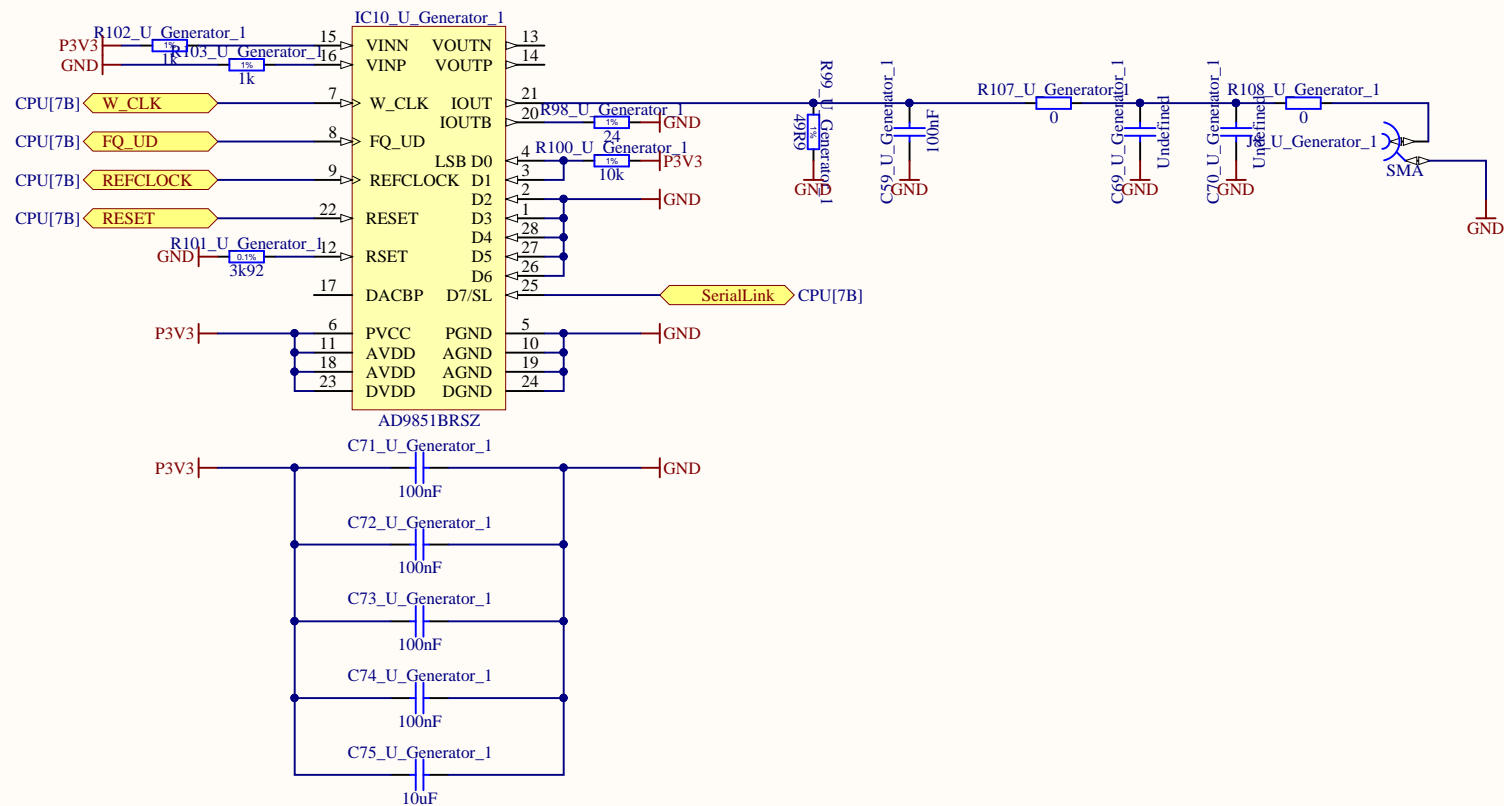 IC10_U_Generator_1
R102_U_Generator_1
P3V3
1%
1k
15
VINN
VOUTN
13
R103_U_Generator_1
GND
1%
1k
16
VINP
VOUTP
14
CPU[7B]
W_CLK
7
W_CLK
IOUT
21
IOUTB
20
R98_U_Generator_1
1%
24
GND
CPU[7B]
FQ_UD
8
FQ_UD
LSB D0
4
R100_U_Generator_1
1%
10k
P3V3
CPU[7B]
REFCLOCK
9
REFCLOCK
D1
3
D2
2
GND
CPU[7B]
RESET
22
RESET
D3
1
D4
28
R101_U_Generator_1
GND
0.1%
3k92
12
RSET
D5
27
D6
26
17
DACBP
D7/SL
25
SerialLink
CPU[7B]
P3V3
6
PVCC
PGND
5
GND
11
AVDD
AGND
10
18
AVDD
AGND
19
23
DVDD
DGND
24
AD9851BRSZ
R99_U_Generator_1
1%
49R9
GND
C59_U_Generator_1
100nF
GND
R107_U_Generator_1
0
C69_U_Generator_1
Undefined
GND
C70_U_Generator_1
Undefined
GND
R108_U_Generator_1
0
U_Generator_1
SMA
GND
C71_U_Generator_1
P3V3
GND
100nF
C72_U_Generator_1
100nF
C73_U_Generator_1
100nF
C74_U_Generator_1
100nF
C75_U_Generator_1
10uF